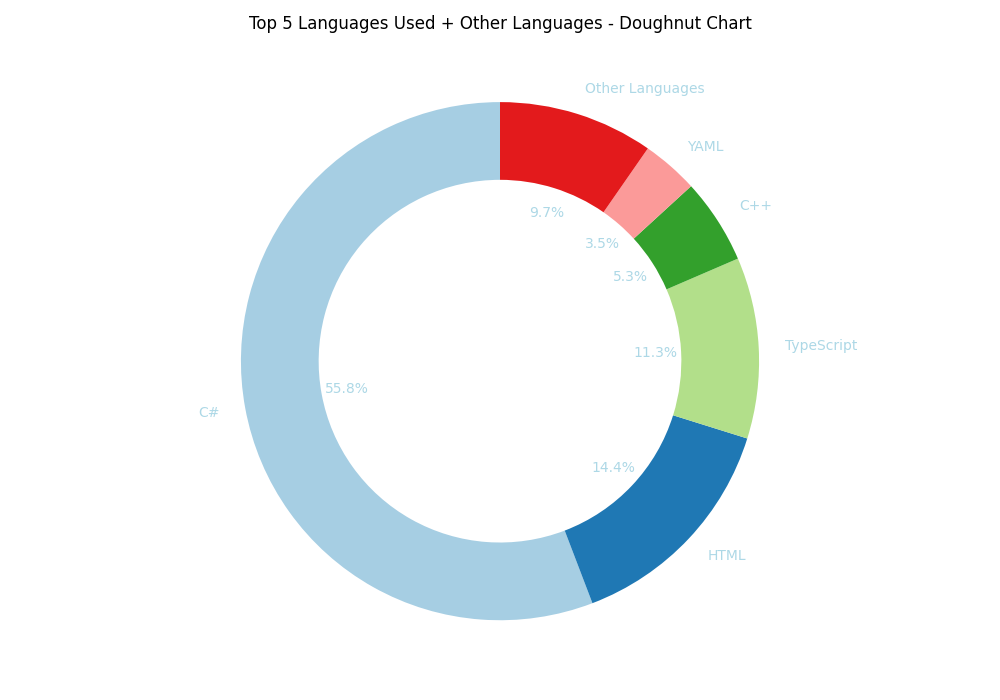 Top 5 Languages Used + Other Languages - Doughnut Chart
Other Languages
YAML
C++
9.7%
3.5%
5.3%
TypeScript
11.3%
55.8%
C#
14.4%
HTML